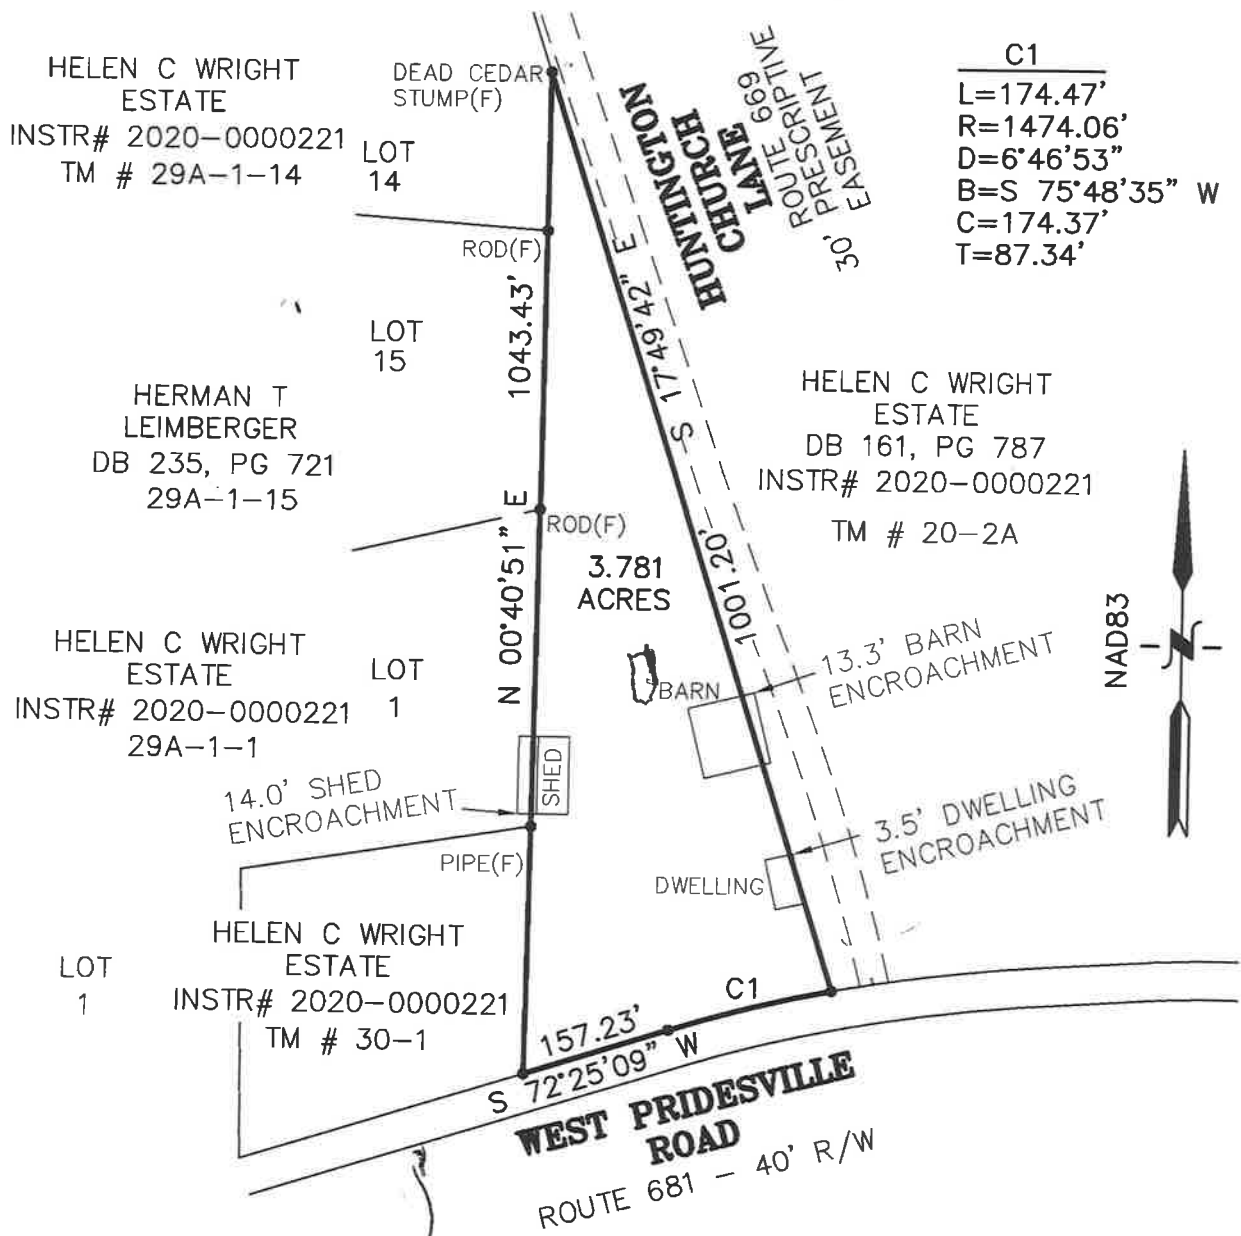 HELEN C WRIGHT
ESTATE
INSTR# 2020-0000221
TM # 29A-1-14
LOT
14
DEAD CEDAR
STUMP(F)
HUNTINGTON
CHURCH
LANE
ROUTE 669
30' PRESCRIPTIVE
EASEMENT
C1
L=174.47'
R=1474.06'
D=6°46'53"
B=S 75°48'35" W
C=174.37'
T=87.34'
ROD(F)
LOT
15
HERMAN T
LEIMBERGER
DB 235, PG 721
29A-1-15
N 00°40'51" E 1043.43'
1001.20' S 17°49'42" E
HELEN C WRIGHT
ESTATE
DB 161, PG 787
INSTR# 2020-0000221
TM # 20-2A
ROD(F)
3.781
ACRES
NAD83
N
HELEN C WRIGHT
ESTATE
INSTR# 2020-0000221
29A-1-1
LOT
1
BARN
13.3' BARN
ENCROACHMENT
SHED
14.0' SHED
ENCROACHMENT
PIPE(F)
3.5' DWELLING
ENCROACHMENT
DWELLING
HELEN C WRIGHT
ESTATE
INSTR# 2020-0000221
TM # 30-1
LOT
1
C1
157.23'
S 72°25'09" W
WEST PRIDESVILLE
ROAD
ROUTE 681 - 40' R/W